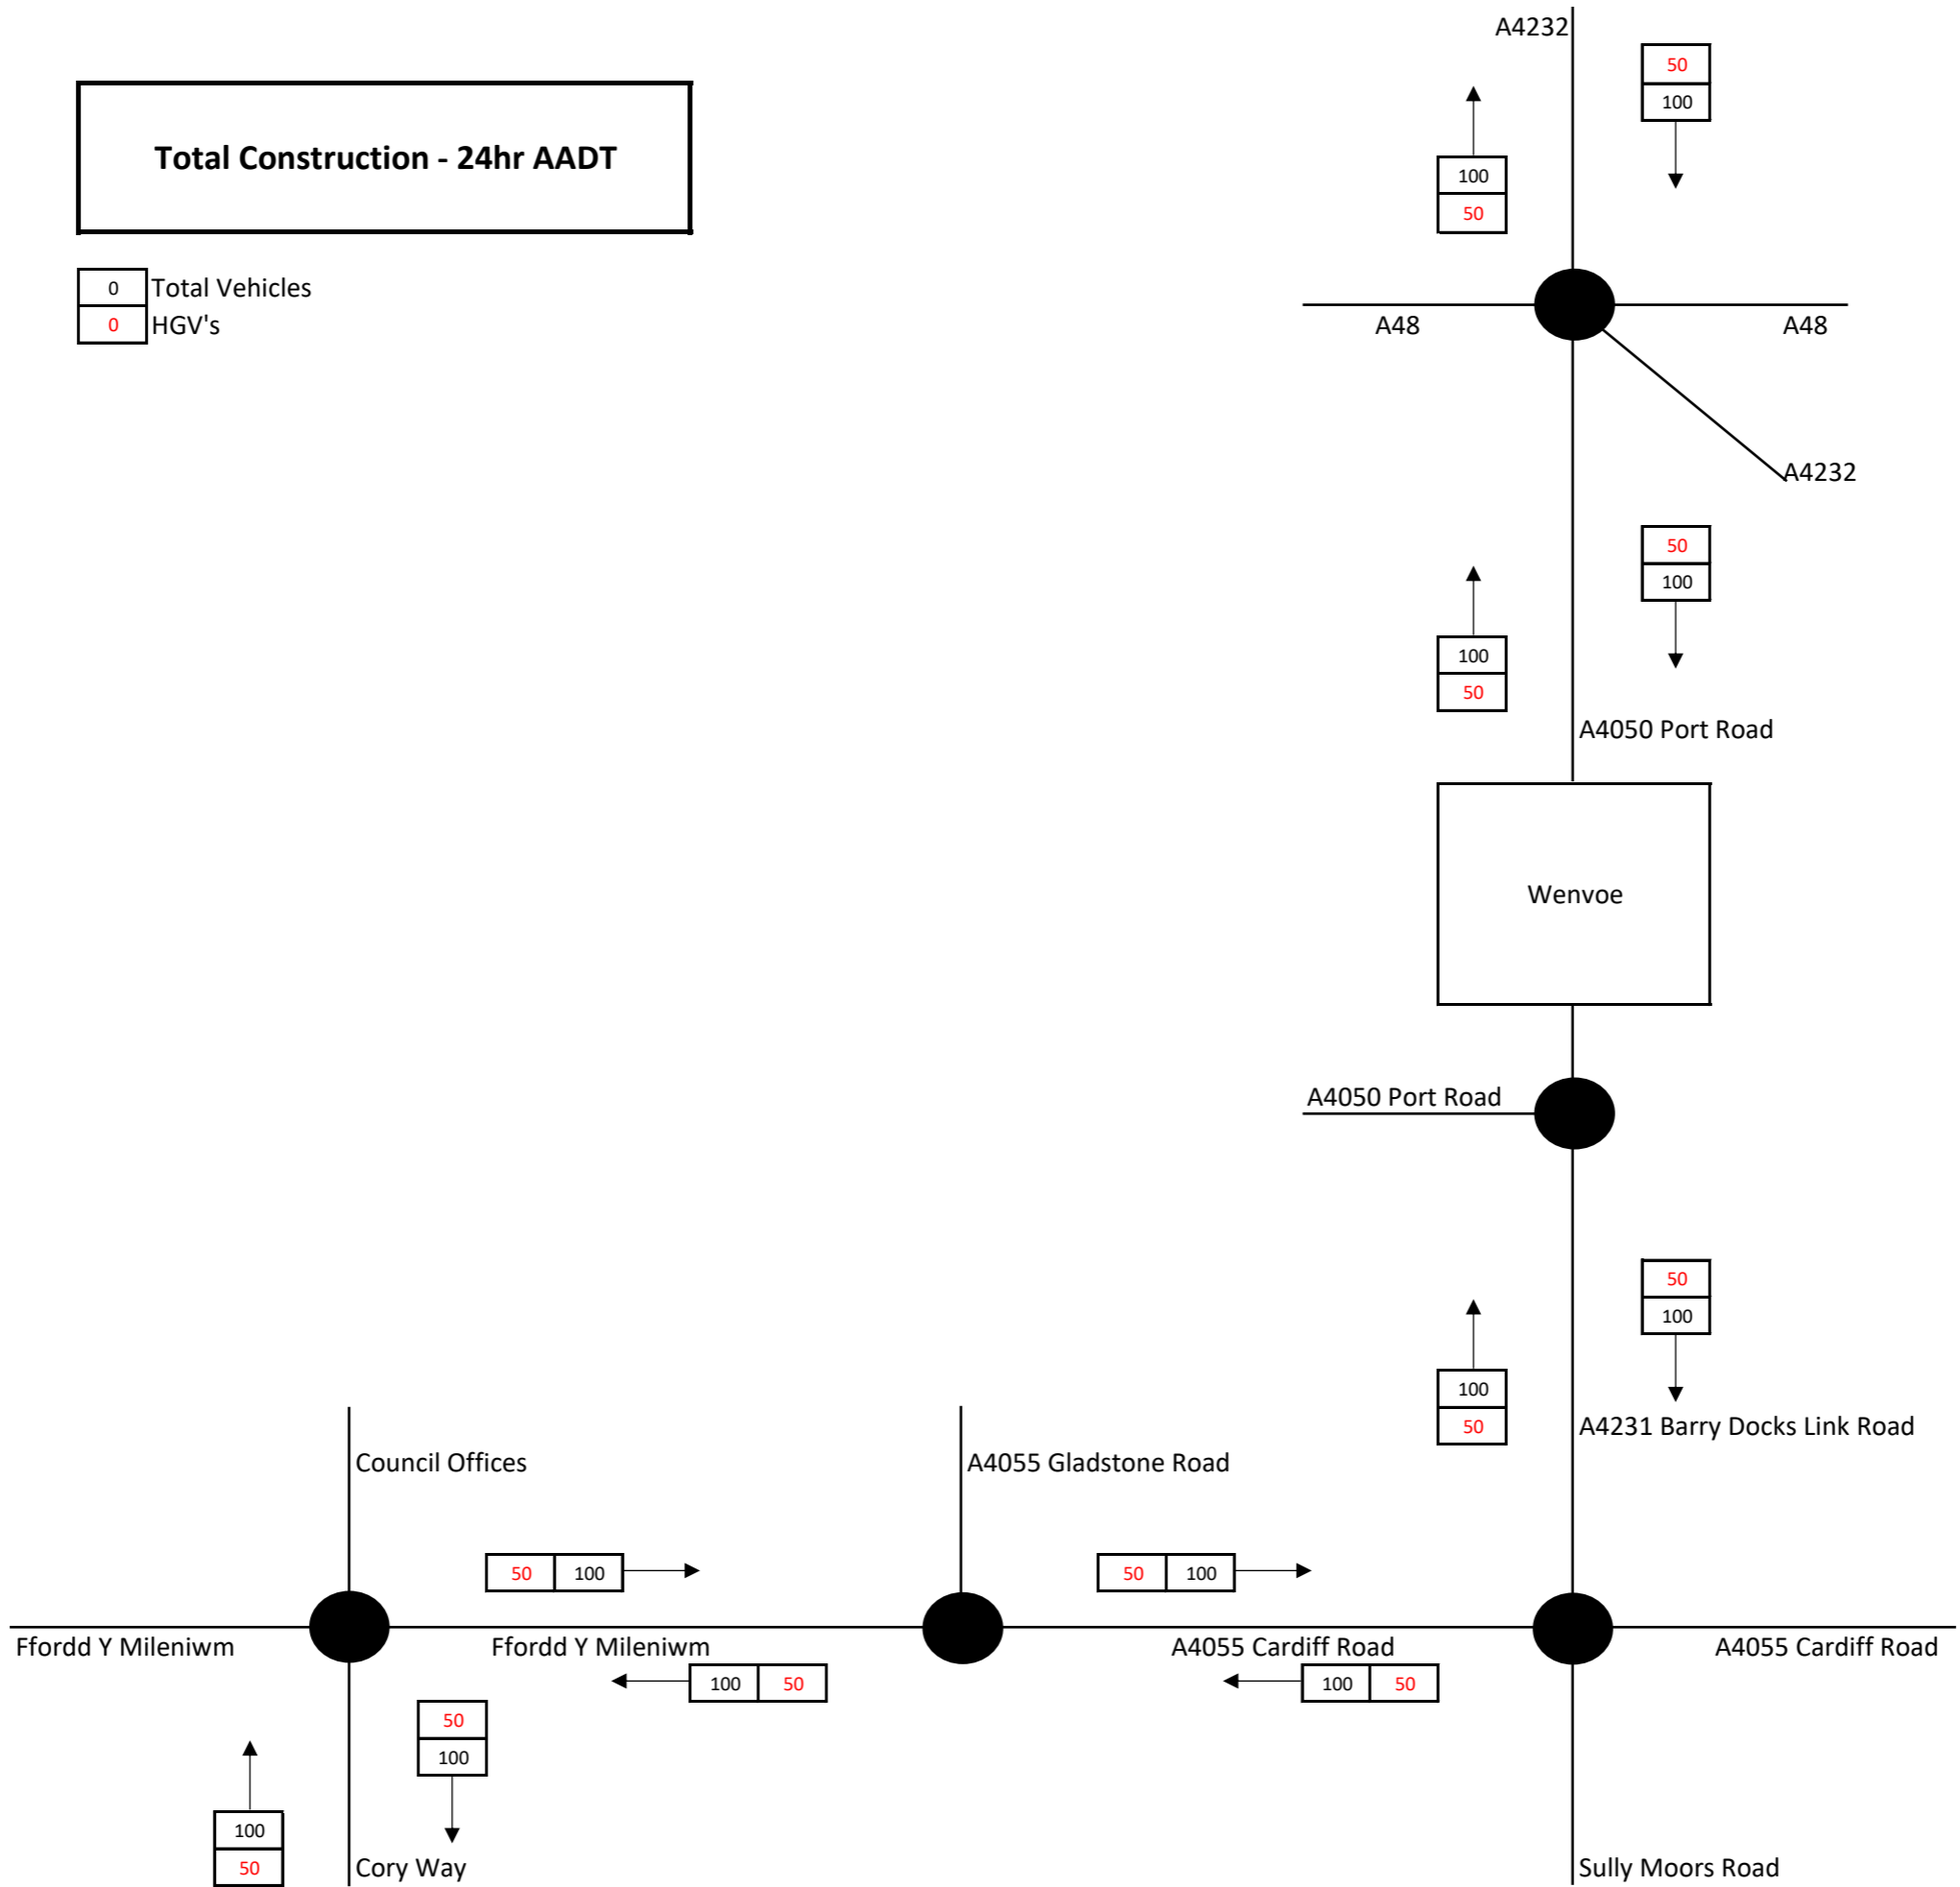 A4232
50
100
Total Construction - 24hr AADT
100
50
0 Total Vehicles
0 HGV's
A48
A48
A4232
50
100
100
50
A4050 Port Road
Wenvoe
A4050 Port Road
50
100
100
50
A4231 Barry Docks Link Road
Council Offices
A4055 Gladstone Road
50 100
50 100
Ffordd Y Mileniwm
Ffordd Y Mileniwm
A4055 Cardiff Road
A4055 Cardiff Road
100 50
100 50
50
100
100
50
Cory Way
Sully Moors Road